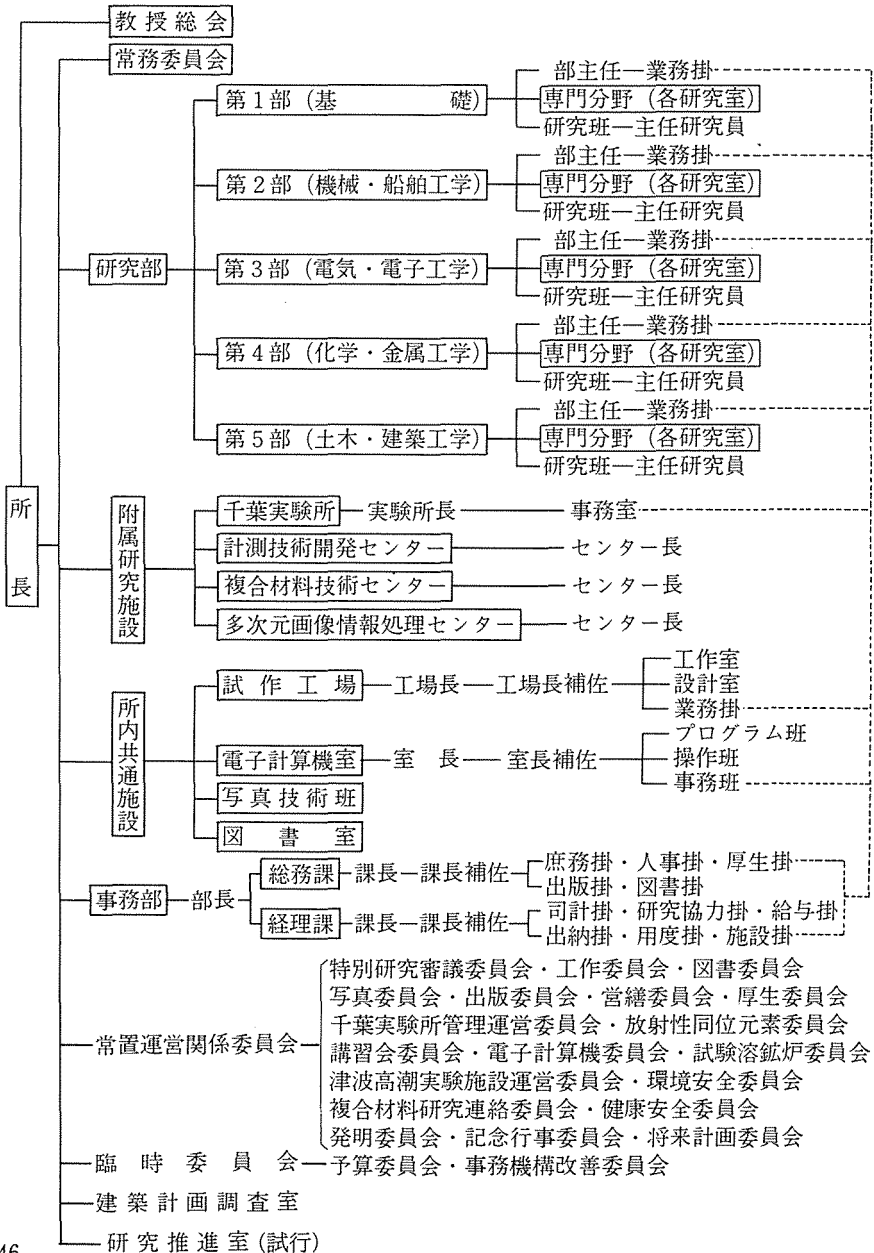 教授総会
常務委員会
部主任―業務掛
第1部（基　　　礎）
専門分野（各研究室）
研究班―主任研究員
部主任―業務掛
第2部（機械・船舶工学）
専門分野（各研究室）
研究班―主任研究員
部主任―業務掛
研究部
第3部（電気・電子工学）
専門分野（各研究室）
研究班―主任研究員
部主任―業務掛
第4部（化学・金属工学）
専門分野（各研究室）
研究班―主任研究員
部主任―業務掛
第5部（土木・建築工学）
専門分野（各研究室）
研究班―主任研究員
所長
附属研究施設
千葉実験所―実験所長―事務室
計測技術開発センター―センター長
複合材料技術センター―センター長
多次元画像情報処理センター―センター長
所内共通施設
試作工場―工場長―工場長補佐
工作室
設計室
業務掛
電子計算機室―室　長―室長補佐
プログラム班
操作班
事務班
写真技術班
図　書　室
事務部―部長
総務課―課長―課長補佐
庶務掛・人事掛・厚生掛
出版掛・図書掛
経理課―課長―課長補佐
司計掛・研究協力掛・給与掛
出納掛・用度掛・施設掛
常置運営関係委員会
特別研究審議委員会・工作委員会・図書委員会
写真委員会・出版委員会・営繕委員会・厚生委員会
千葉実験所管理運営委員会・放射性同位元素委員会
講習会委員会・電子計算機委員会・試験溶鉱炉委員会
津波高潮実験施設運営委員会・環境安全委員会
複合材料研究連絡委員会・健康安全委員会
発明委員会・記念行事委員会・将来計画委員会
臨時委員会―予算委員会・事務機構改善委員会
建築計画調査室
研究推進室（試行）
46